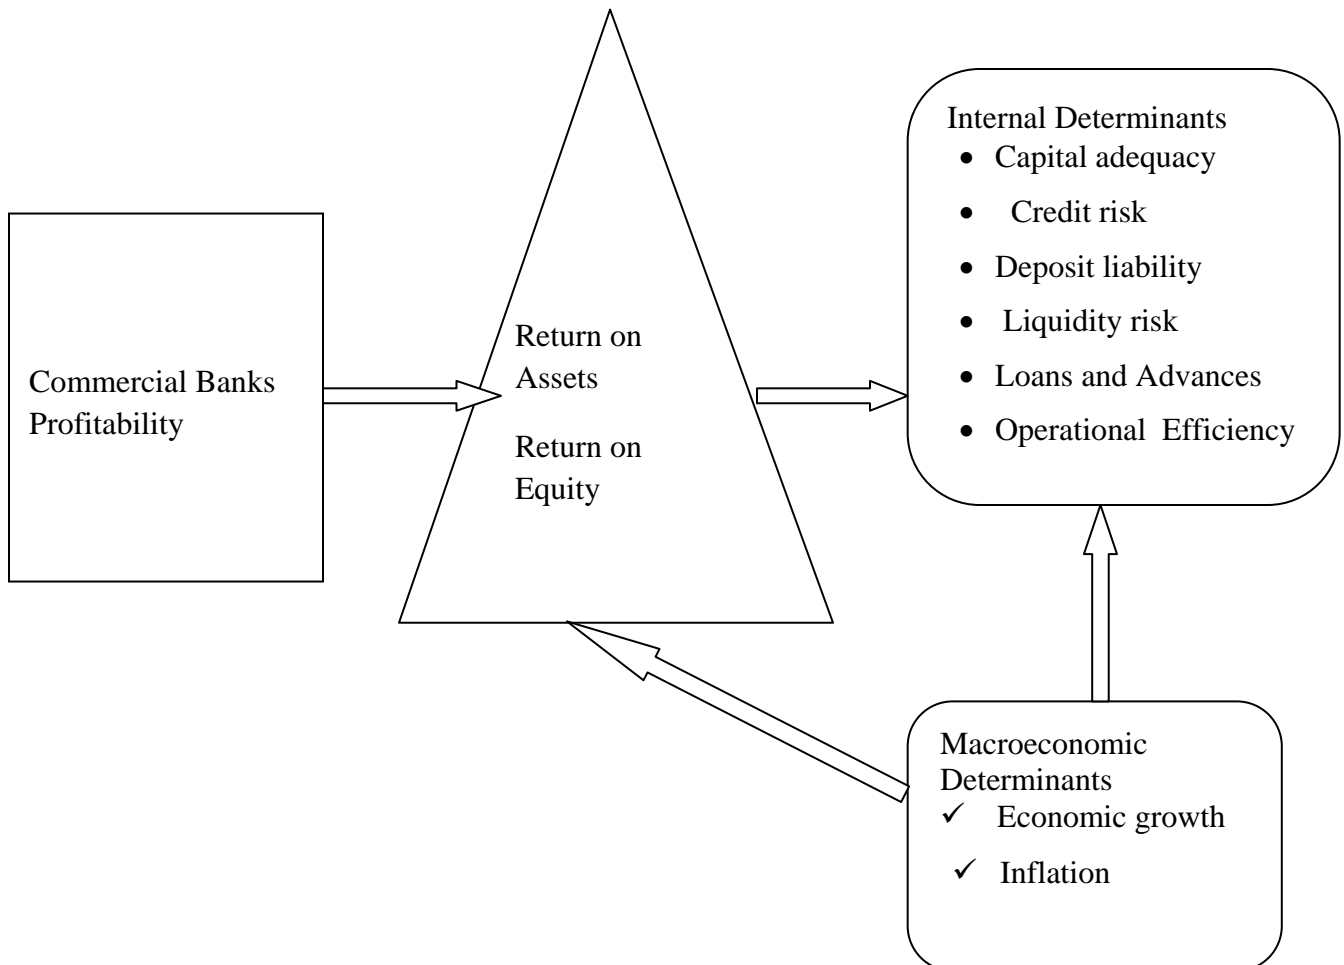 Commercial Banks
Profitability
Return on
Assets
Return on
Equity
Internal Determinants
• Capital adequacy
• Credit risk
• Deposit liability
• Liquidity risk
• Loans and Advances
• Operational Efficiency
Macroeconomic
Determinants
✓ Economic growth
✓ Inflation